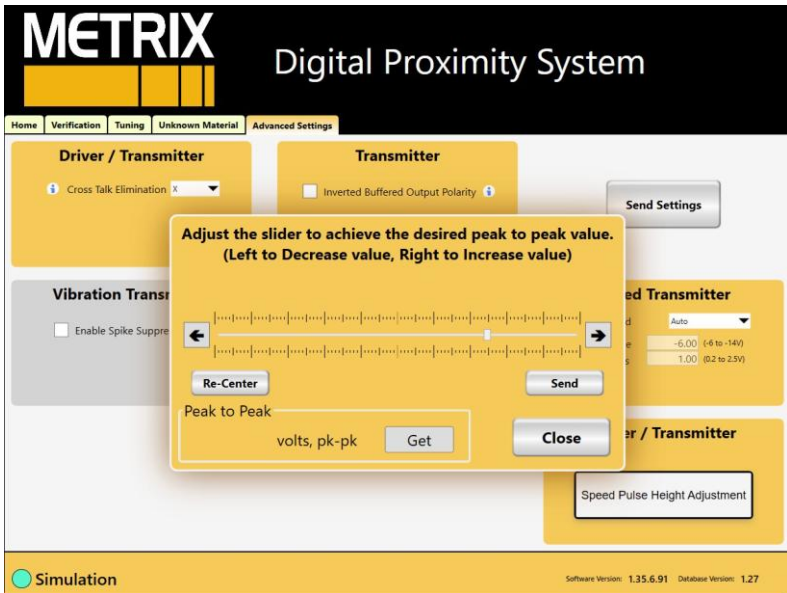 METRIX
Digital Proximity System
Home Verification Tuning Unknown Material Advanced Settings
Driver / Transmitter
Cross Talk Elimination X
Transmitter
Inverted Buffered Output Polarity
Send Settings
Adjust the slider to achieve the desired peak to peak value.
(Left to Decrease value, Right to Increase value)
Re-Center
Send
Peak to Peak
volts, pk-pk
Get
Close
Vibration Trans
Enable Spike Suppre
ed Transmitter
d Auto
e -6.00 (-6 to -14V)
s 1.00 (0.2 to 2.5V)
er / Transmitter
Speed Pulse Height Adjustment
Simulation
Software Version: 1.35.6.91 Database Version: 1.27